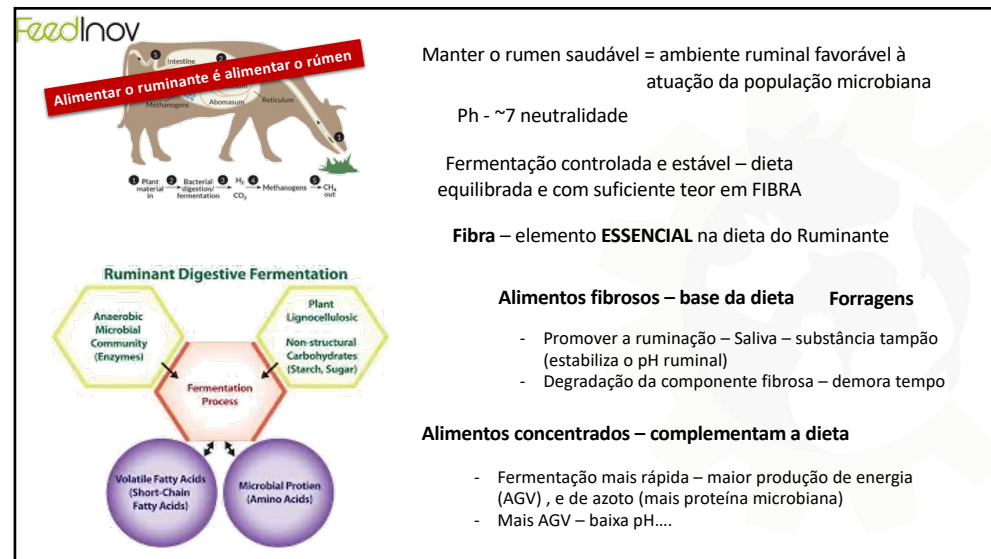 FeedInov
Intestine
Alimentar o ruminante é alimentar o rúmen
Methanogens
Abomasum
Reticulum
1 Plant material in
2 Bacterial digestion/fermentation
3 H₂ CO₂
4 Methanogens
5 CH₄ out
Manter o rumen saudável = ambiente ruminal favorável à
atuação da população microbiana
Ph - ~7 neutralidade
Fermentação controlada e estável – dieta
equilibrada e com suficiente teor em FIBRA
Fibra – elemento ESSENCIAL na dieta do Ruminante
Ruminant Digestive Fermentation
Anaerobic
Microbial
Community
(Enzymes)
Plant
Lignocellulosic
Non-structural
Carbohydrates
(Starch, Sugar)
Fermentation
Process
Volatile Fatty Acids
(Short-Chain
Fatty Acids)
Microbial Protien
(Amino Acids)
Alimentos fibrosos – base da dieta Forragens
- Promover a ruminação – Saliva – substância tampão
(estabiliza o pH ruminal)
- Degradação da componente fibrosa – demora tempo
Alimentos concentrados – complementam a dieta
- Fermentação mais rápida – maior produção de energia
(AGV) , e de azoto (mais proteína microbiana)
- Mais AGV – baixa pH....